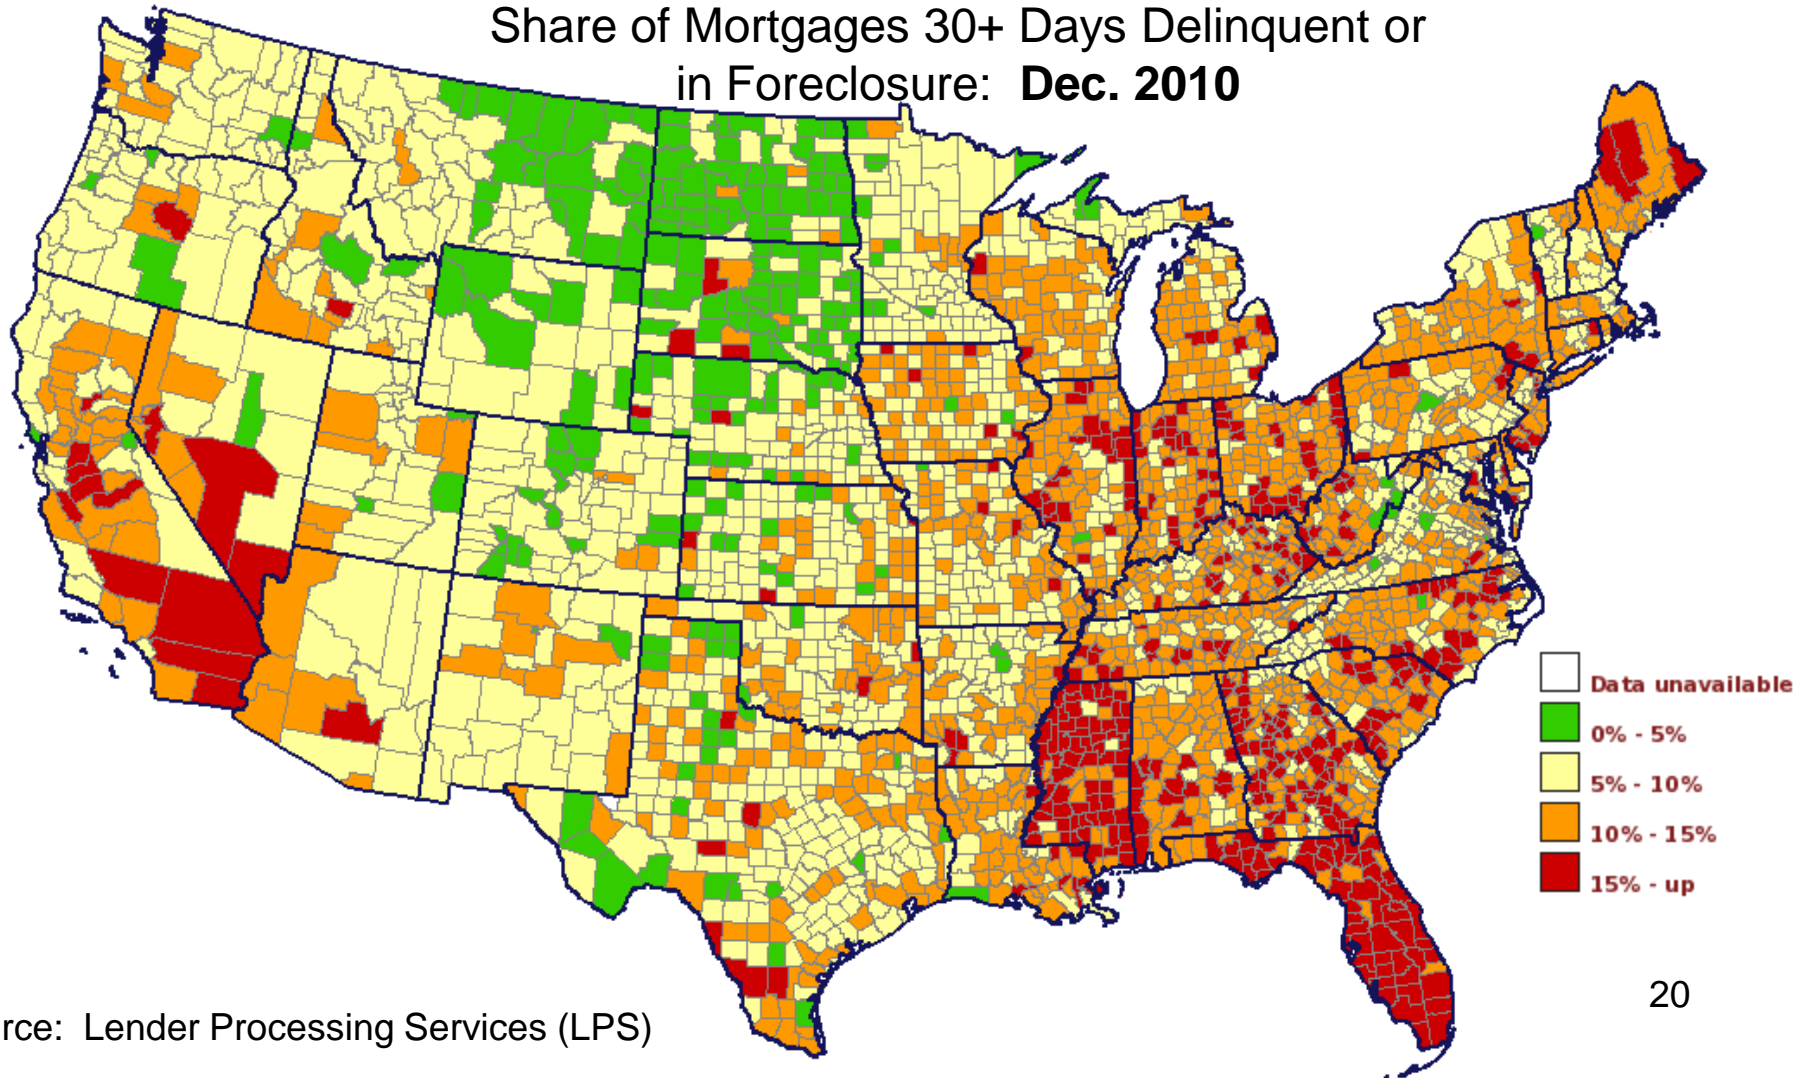 Share of Mortgages 30+ Days Delinquent or
in Foreclosure: Dec. 2010
Data unavailable
0% - 5%
5% - 10%
10% - 15%
15% - up
20
rce: Lender Processing Services (LPS)